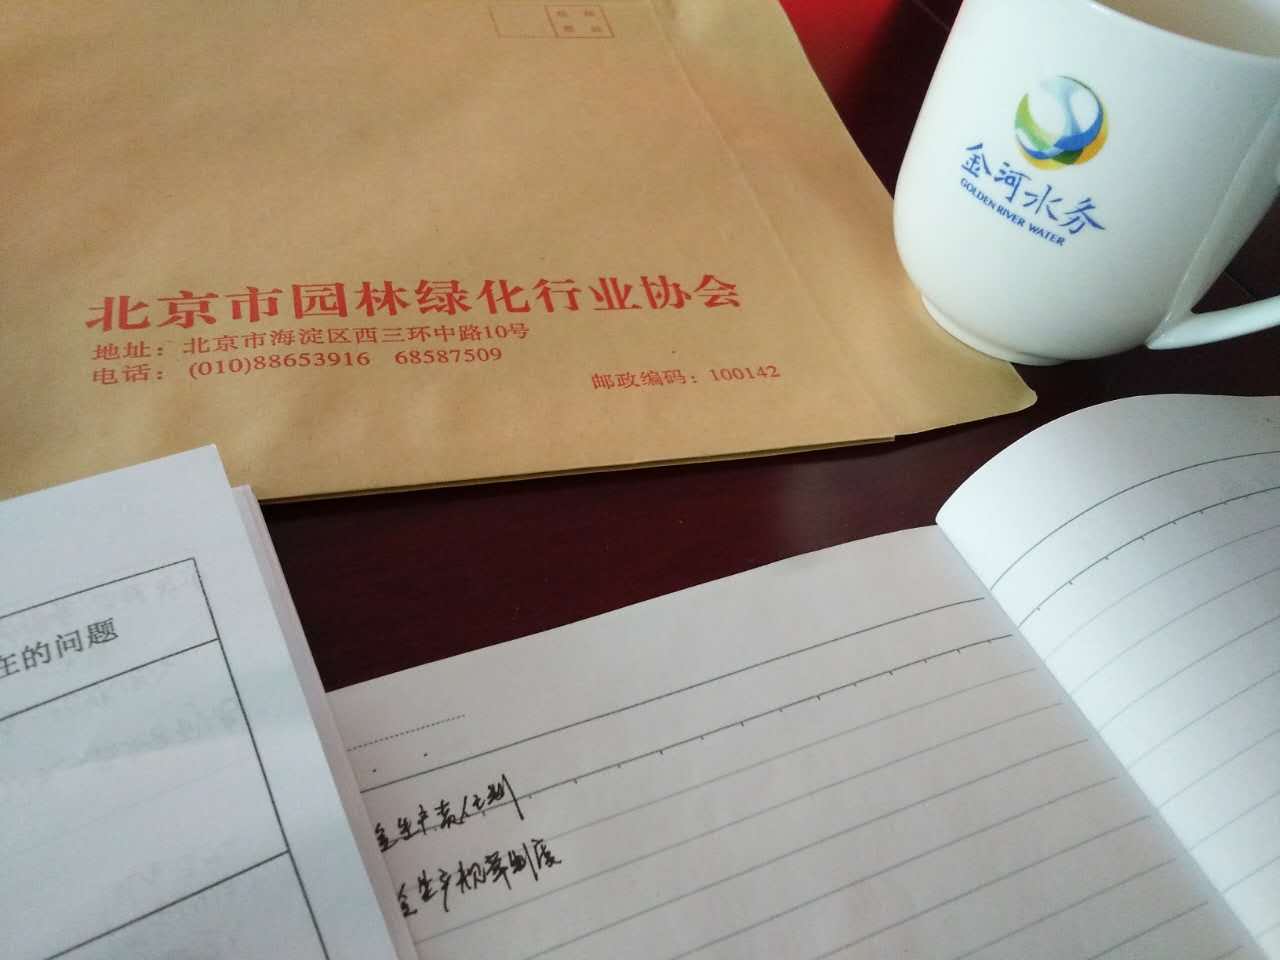 北京市园林绿化行业协会
地址：北京市海淀区西三环中路10号
电话：(010)88653916 68587509
邮政编码：100142
金河水务
GOLDEN RIVER WATER
在的问题
全生产责任制
全生产规章制度